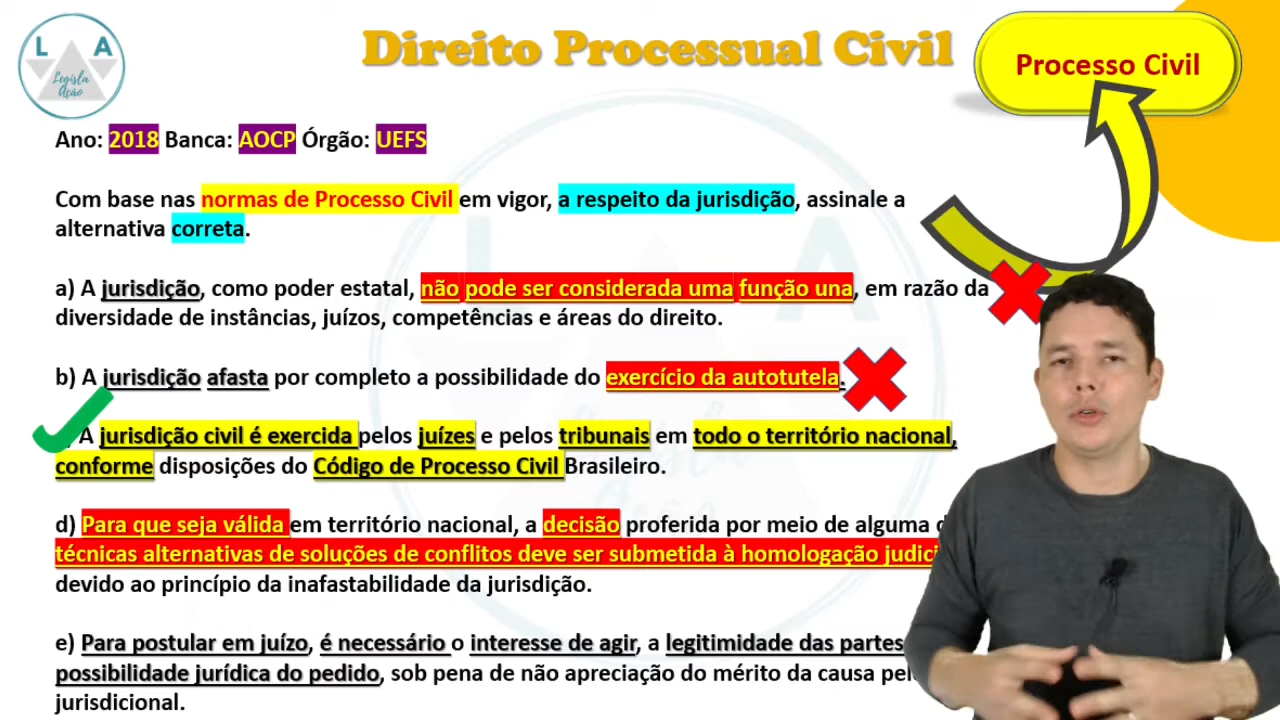 L A
Legisla
Ação
Direito Processual Civil
Processo Civil
Ano: 2018 Banca: AOCP Órgão: UEFS
Com base nas normas de Processo Civil em vigor, a respeito da jurisdição, assinale a
alternativa correta.
a) A jurisdição, como poder estatal, não pode ser considerada uma função una, em razão da
diversidade de instâncias, juízos, competências e áreas do direito.
b) A jurisdição afasta por completo a possibilidade do exercício da autotutela.
) A jurisdição civil é exercida pelos juízes e pelos tribunais em todo o território nacional,
conforme disposições do Código de Processo Civil Brasileiro.
d) Para que seja válida em território nacional, a decisão proferida por meio de alguma
técnicas alternativas de soluções de conflitos deve ser submetida à homologação
devido ao princípio da inafastabilidade da jurisdição.
e) Para postular em juízo, é necessário o interesse de agir, a legitimidade das partes
possibilidade jurídica do pedido, sob pena de não apreciação do mérito da causa
jurisdicional.